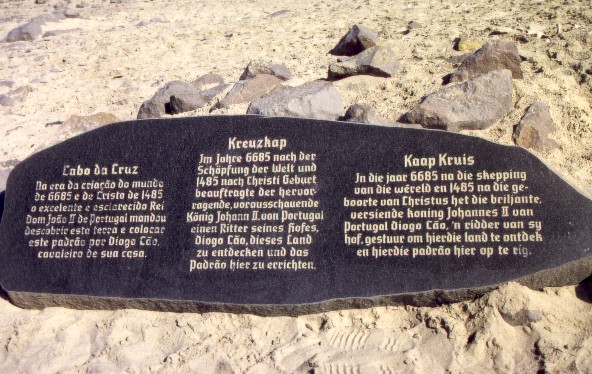 Cabo da Cruz
Na era da criação do mundo
de 6685 e de Cristo de 1485
o excelente e esclarecido Rei
Dom João II de Portugal mandou
descobrir esta terra e colocar
este padrão por Diogo Cão,
cavaleiro de sua casa.
Kreuzkap
Im Jahre 6685 nach der
Schöpfung der Welt und
1485 nach Christi Geburt
beauftragte der hervor-
ragende, vorausschauende
König Johann II. von Portugal
einen Ritter seines Hofes,
Diogo Cão, dieses Land
zu entdecken und das
Padrão hier zu errichten.
Kaap Kruis
In die jaar 6685 na die skepping
van die wêreld en 1485 na die ge-
boorte van Christus het die briljante,
versiende koning Johannes II van
Portugal Diogo Cão, 'n ridder van sy
hof, gestuur om hierdie land te ontdek
en hierdie padrão hier op te rig.